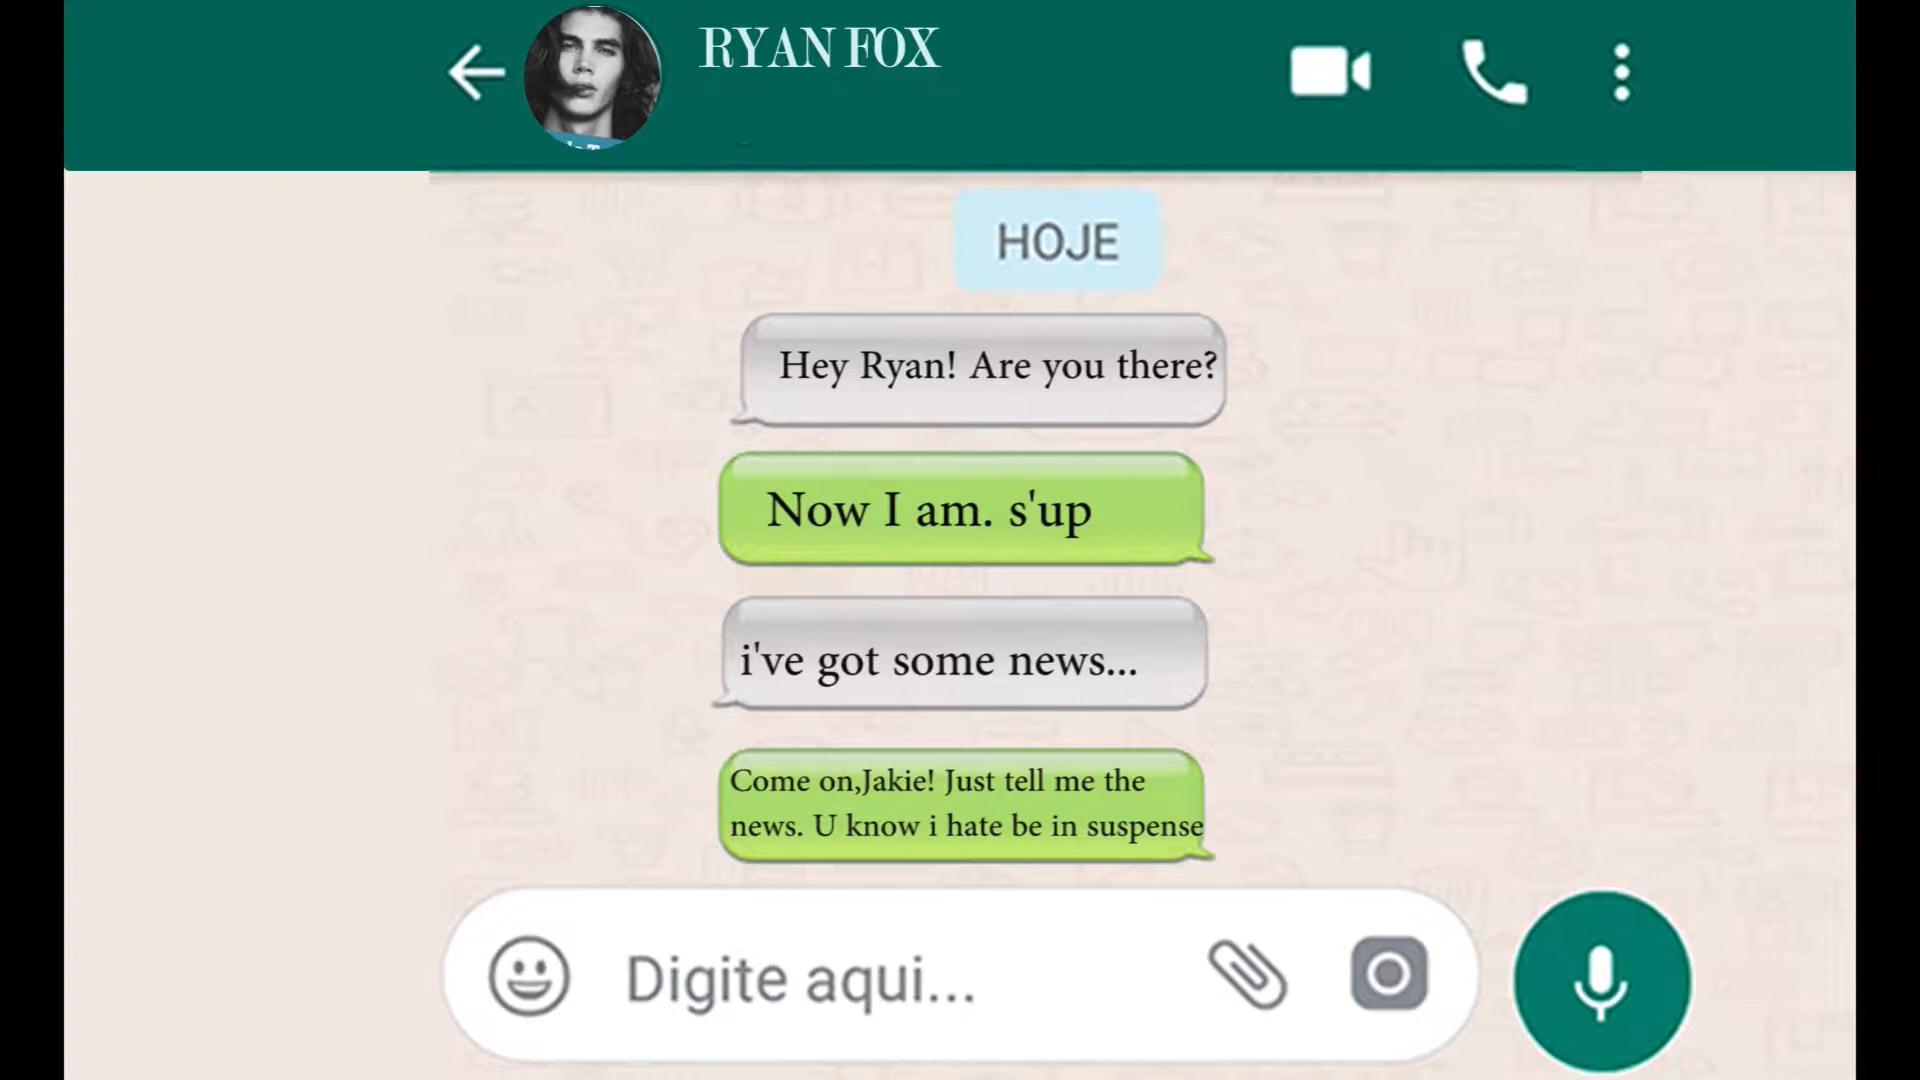 RYAN FOX
HOJE
Hey Ryan! Are you there?
Now I am. s'up
i've got some news...
Come on,Jakie! Just tell me the
news. U know i hate be in suspense
Digite aqui...